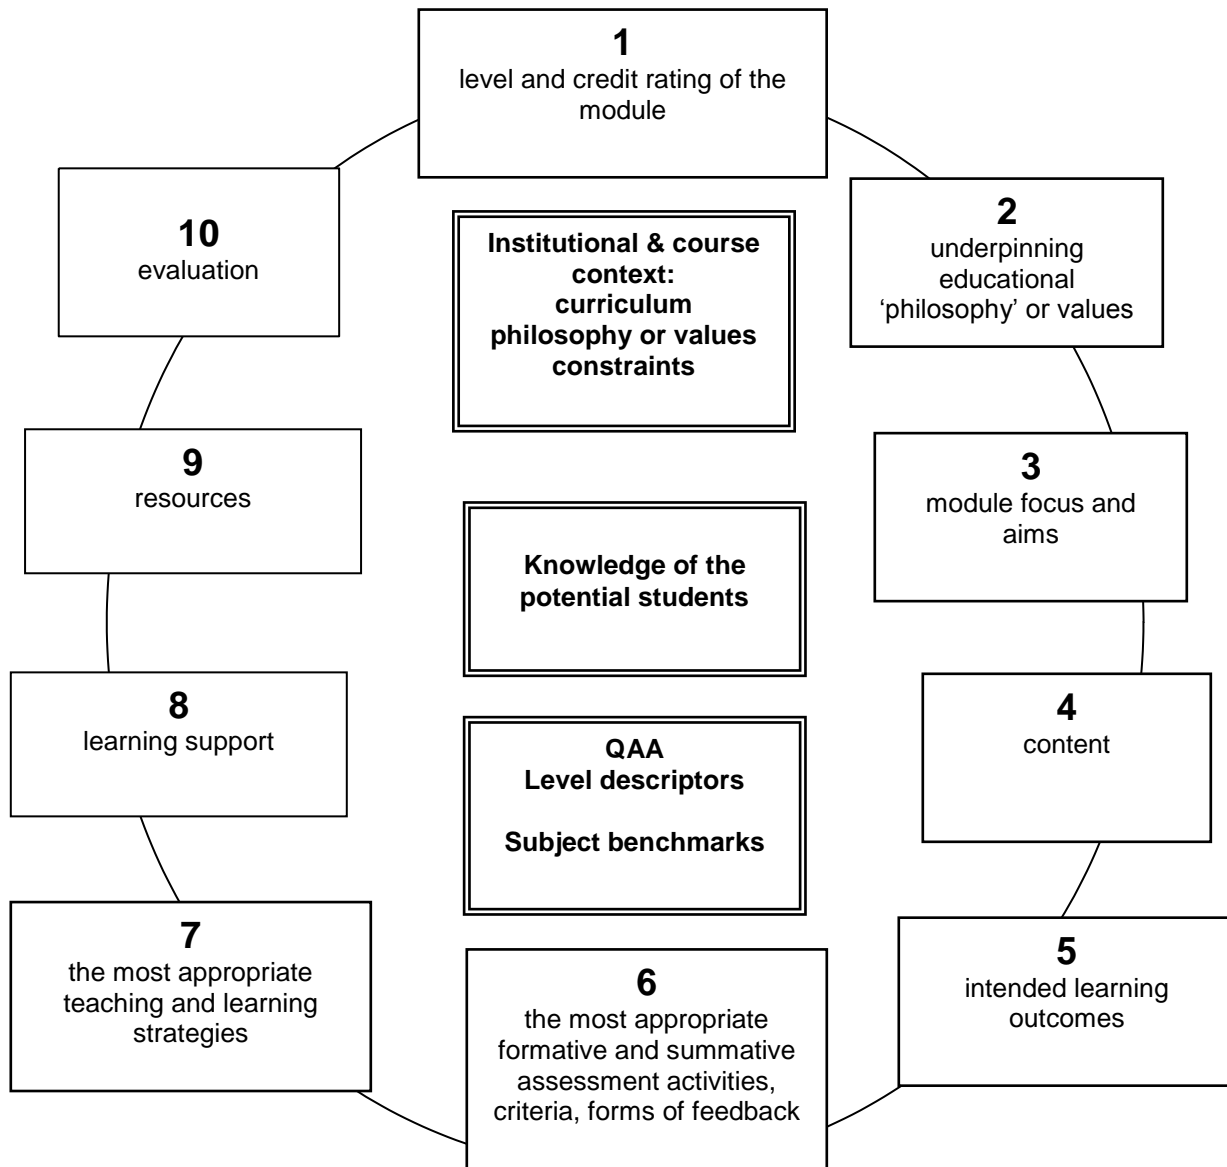 1
level and credit rating of the
module
2
underpinning
educational
‘philosophy’ or values
3
module focus and
aims
4
content
5
intended learning
outcomes
6
the most appropriate
formative and summative
assessment activities,
criteria, forms of feedback
7
the most appropriate
teaching and learning
strategies
8
learning support
9
resources
10
evaluation
Institutional & course
context:
curriculum
philosophy or values
constraints
Knowledge of the
potential students
QAA
Level descriptors
Subject benchmarks